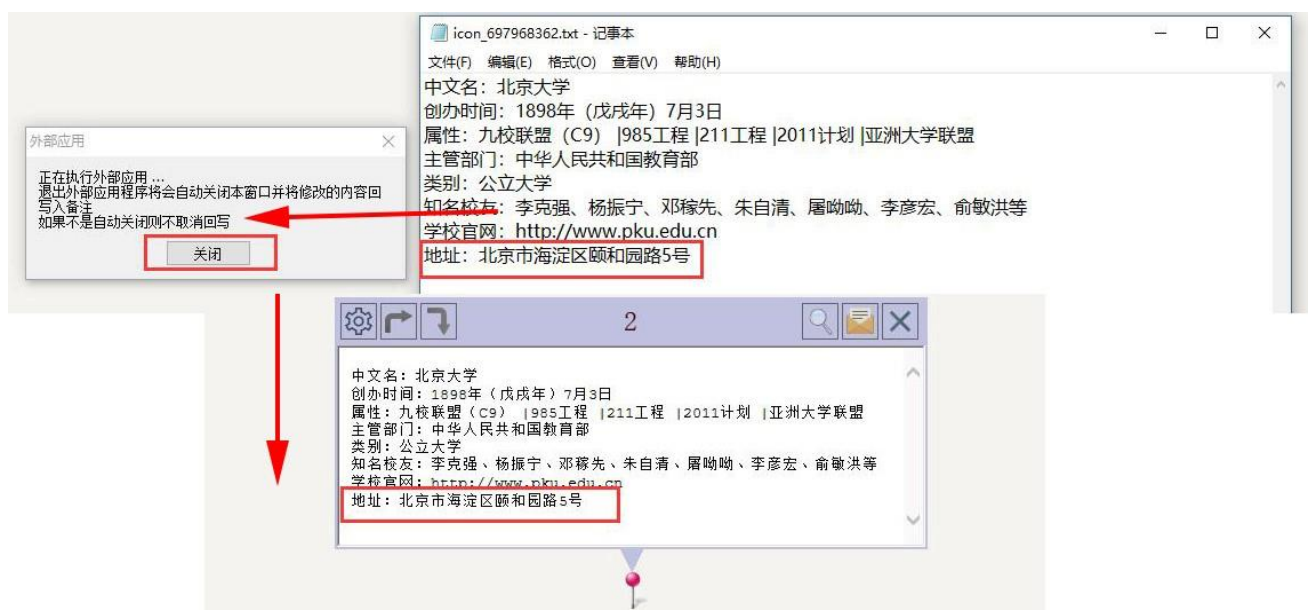 icon_697968362.txt - 记事本
文件(F) 编辑(E) 格式(O) 查看(V) 帮助(H)
中文名：北京大学
创办时间：1898年（戊戌年）7月3日
属性：九校联盟（C9） |985工程 |211工程 |2011计划 |亚洲大学联盟
主管部门：中华人民共和国教育部
类别：公立大学
知名校友：李克强、杨振宁、邓稼先、朱自清、屠呦呦、李彦宏、俞敏洪等
学校官网：http://www.pku.edu.cn
地址：北京市海淀区颐和园路5号
外部应用
正在执行外部应用 ...
退出外部应用程序将会自动关闭本窗口并将修改的内容回
写入备注
如果不是自动关闭则不取消回写
关闭
2
中文名：北京大学
创办时间：1898年（戊戌年）7月3日
属性：九校联盟（C9） |985工程 |211工程 |2011计划 |亚洲大学联盟
主管部门：中华人民共和国教育部
类别：公立大学
知名校友：李克强、杨振宁、邓稼先、朱自清、屠呦呦、李彦宏、俞敏洪等
学校官网：http://www.pku.edu.cn
地址：北京市海淀区颐和园路5号